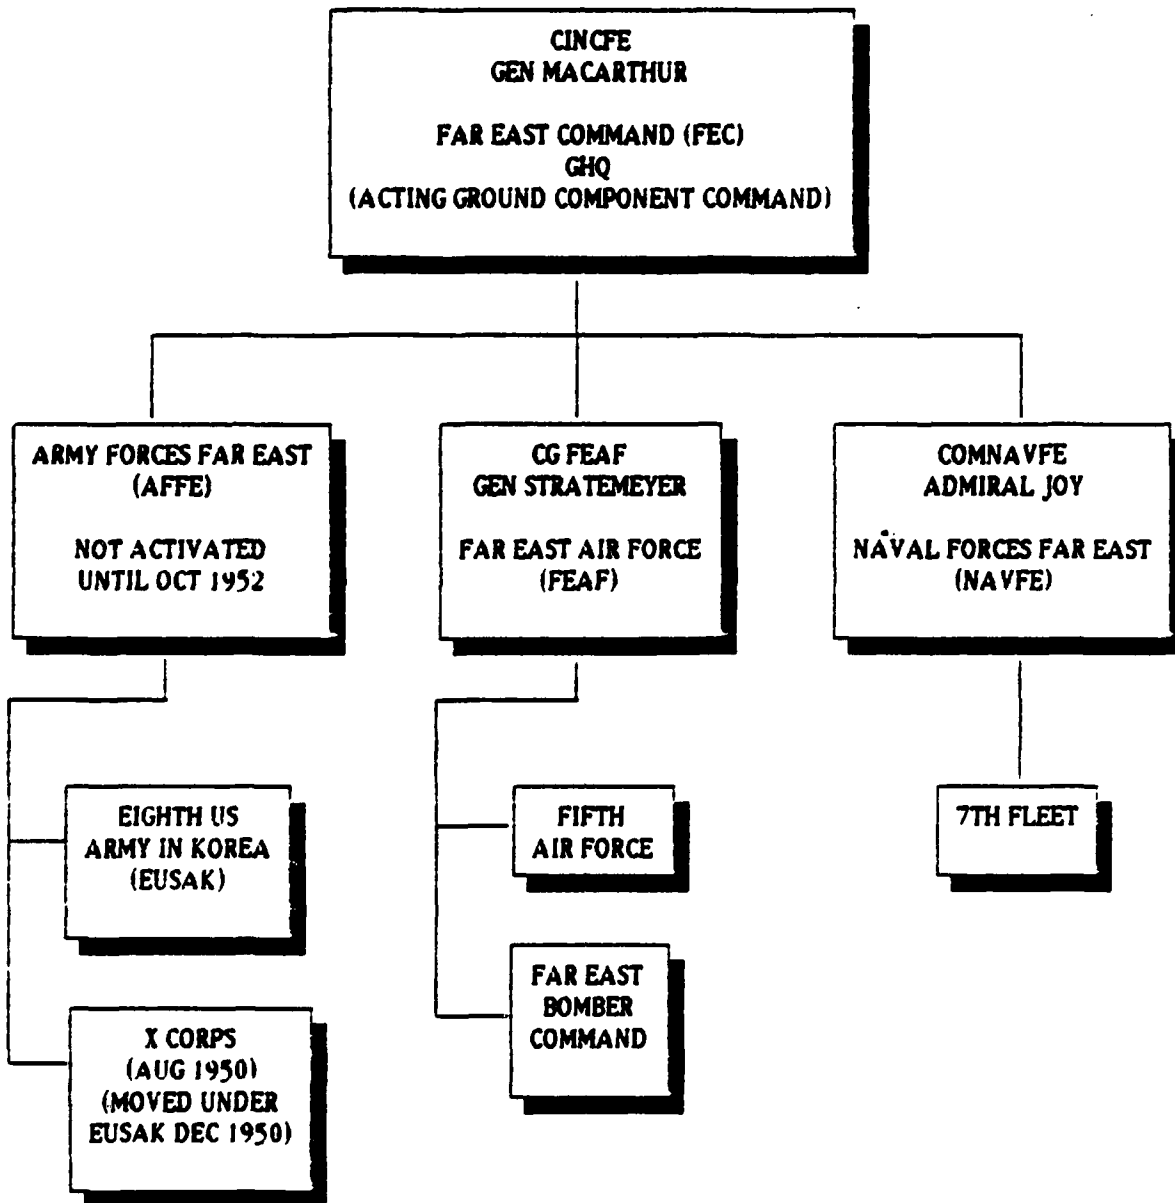 CINCFE
GEN MACARTHUR
FAR EAST COMMAND (FEC)
GHQ
(ACTING GROUND COMPONENT COMMAND)
ARMY FORCES FAR EAST
(AFFE)
NOT ACTIVATED
UNTIL OCT 1952
CG FEAF
GEN STRATEMEYER
FAR EAST AIR FORCE
(FEAF)
COMNAVFE
ADMIRAL JOY
NAVAL FORCES FAR EAST
(NAVFE)
EIGHTH US
ARMY IN KOREA
(EUSAK)
X CORPS
(AUG 1950)
(MOVED UNDER
EUSAK DEC 1950)
FIFTH
AIR FORCE
FAR EAST
BOMBER
COMMAND
7TH FLEET